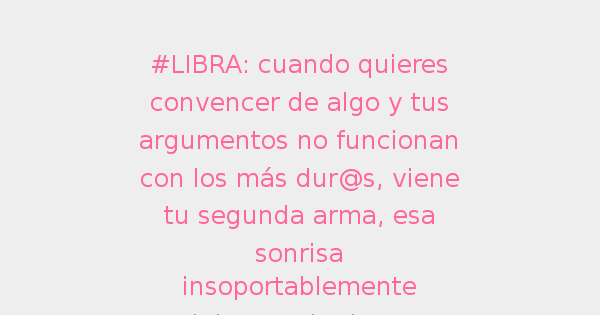 #LIBRA: cuando quieres
convencer de algo y tus
argumentos no funcionan
con los más dur@s, viene
tu segunda arma, esa
sonrisa
insoportablemente